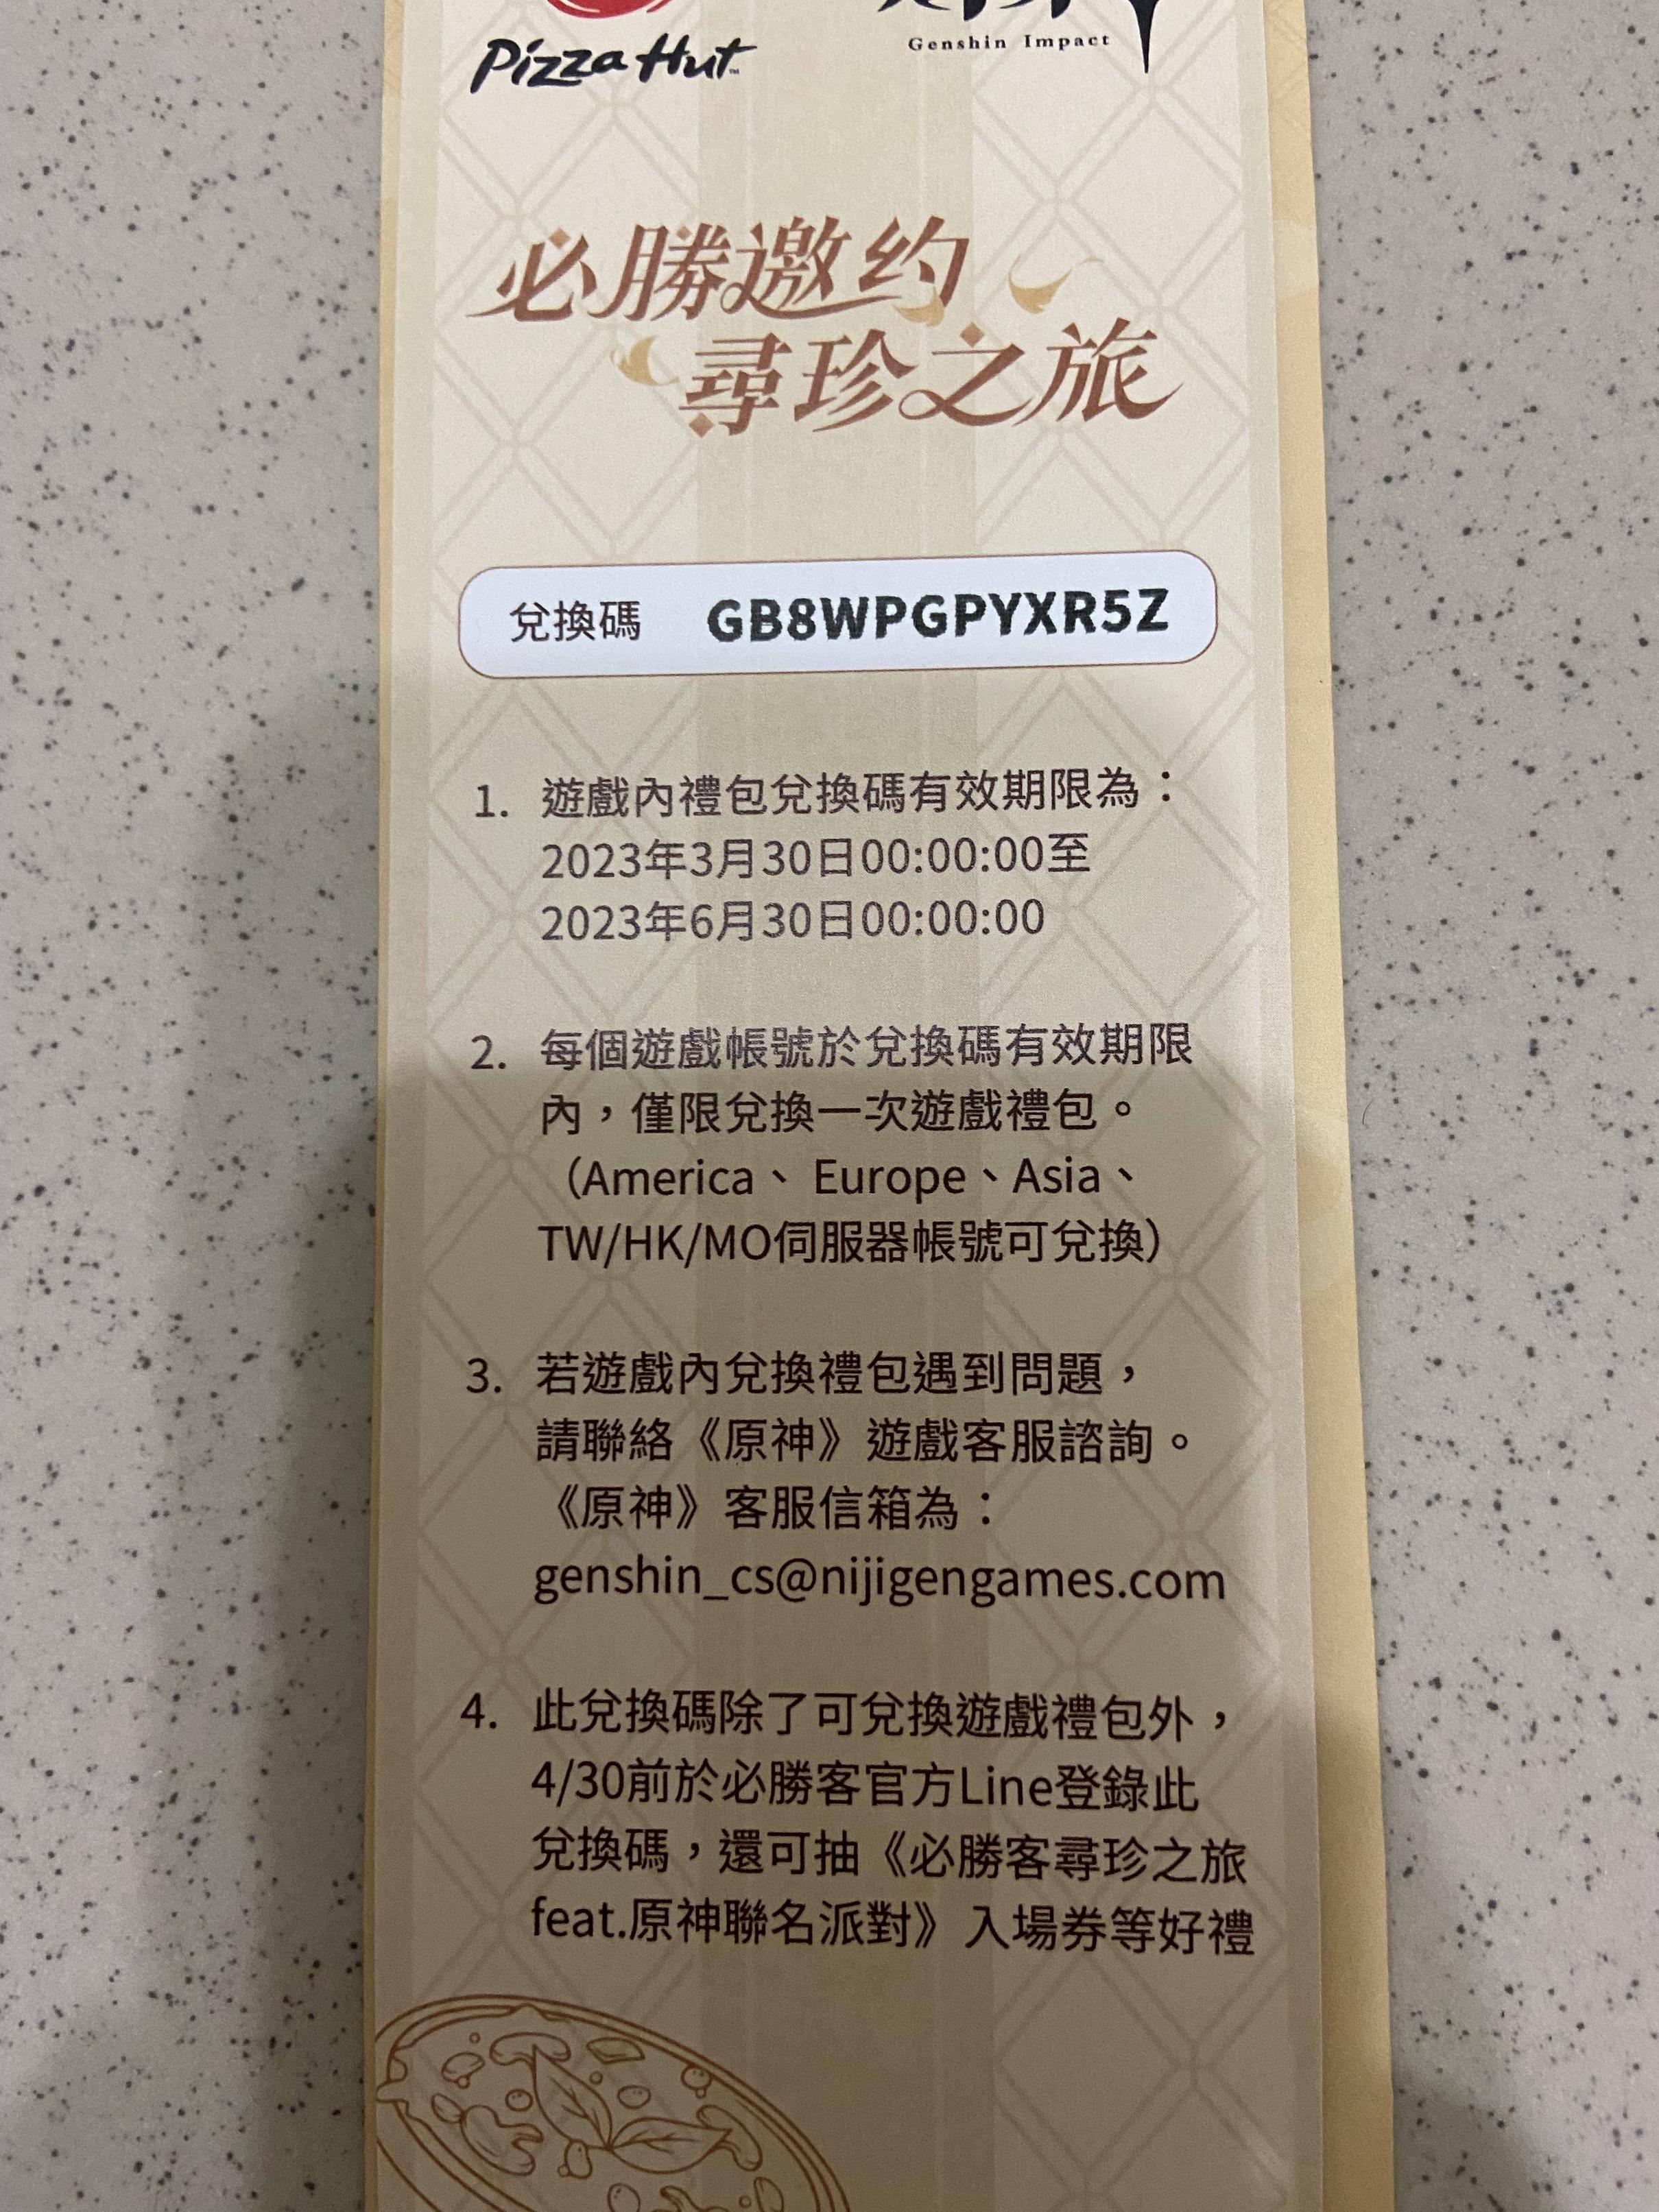 Pizza Hut
Genshin Impact
必勝邀約
尋珍之旅
兌換碼 GB8WPGPYXR5Z
1. 遊戲內禮包兌換碼有效期限為：
2023年3月30日00:00:00至
2023年6月30日00:00:00
2. 每個遊戲帳號於兌換碼有效期限
內，僅限兌換一次遊戲禮包。
（America、 Europe、Asia、
TW/HK/MO伺服器帳號可兌換）
3. 若遊戲內兌換禮包遇到問題，
請聯絡《原神》遊戲客服諮詢。
《原神》客服信箱為：
genshin_cs@nijigengames.com
4. 此兌換碼除了可兌換遊戲禮包外，
4/30前於必勝客官方Line登錄此
兌換碼，還可抽《必勝客尋珍之旅
feat.原神聯名派對》入場券等好禮